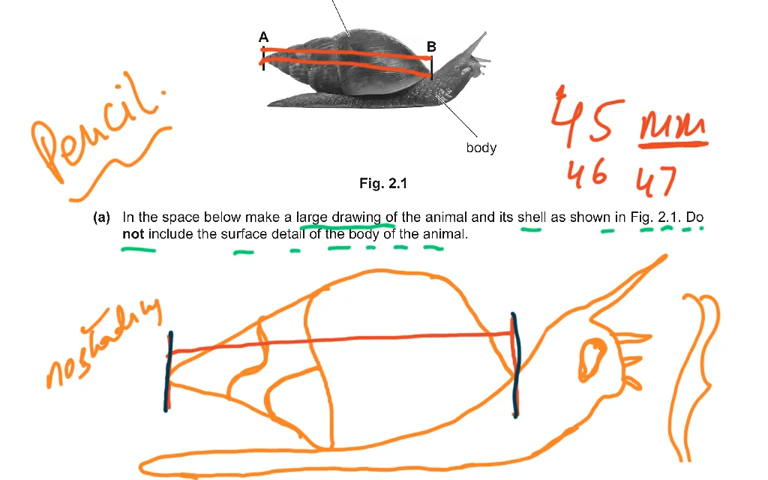 A
B
Pencil.
45 mm
46 47
body
Fig. 2.1
(a) In the space below make a large drawing of the animal and its shell as shown in Fig. 2.1. Do
not include the surface detail of the body of the animal.
no shading